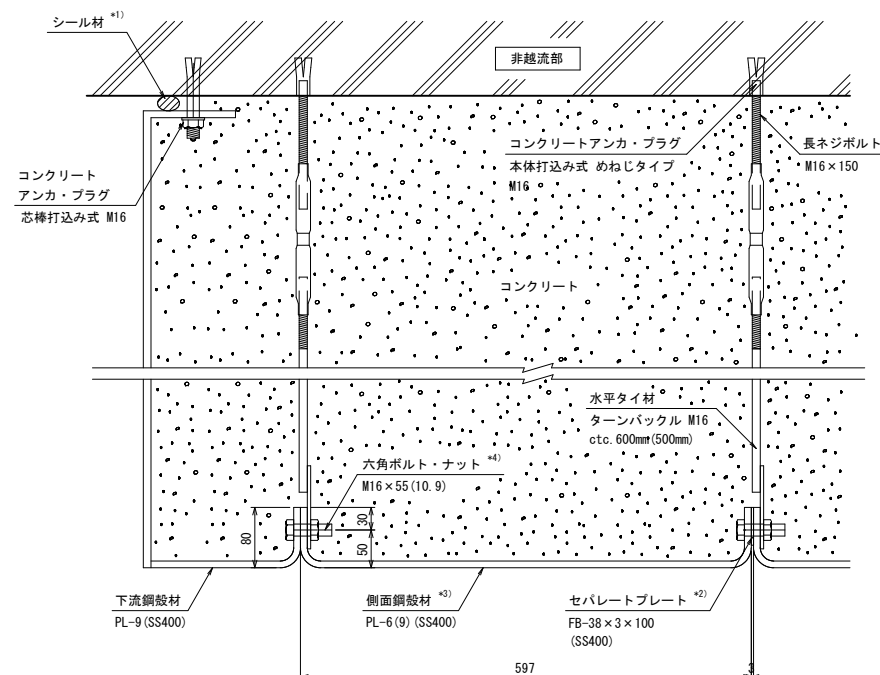 シール材 *1)
非越流部
コンクリートアンカ・プラグ
本体打込み式 めねじタイプ
M16
長ネジボルト
M16×150
コンクリート
アンカ・プラグ
芯棒打込み式 M16
コンクリート
水平タイ材
ターンバックル M16
ctc.600mm(500mm)
六角ボルト・ナット *4)
M16×55(10.9)
80
30
50
下流鋼殻材
PL-9(SS400)
側面鋼殻材 *3)
PL-6(9)(SS400)
セパレートプレート *2)
FB-38×3×100
(SS400)
597
3